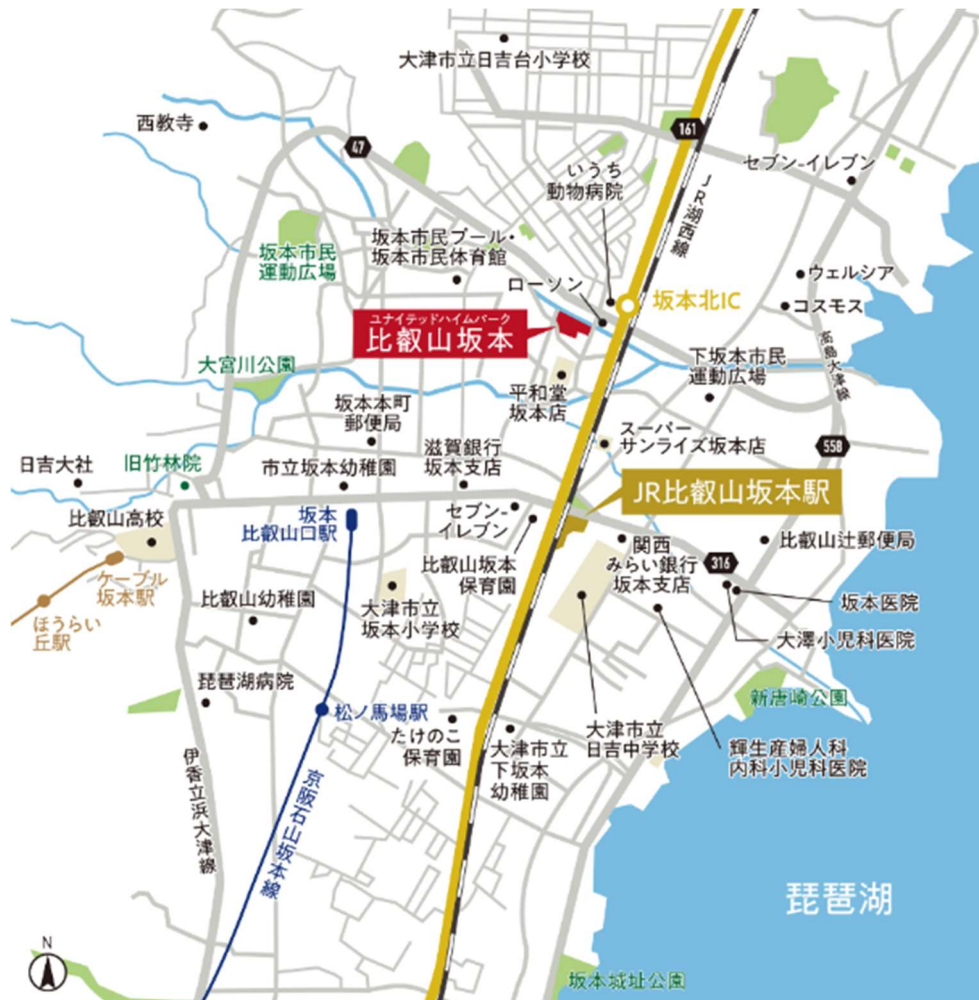 大津市立日吉台小学校
西教寺
47
161
セブン-イレブン
いうち
動物病院
JR湖西線
坂本市民
運動広場
坂本市民プール・
坂本市民体育館
ローソン
坂本北IC
ウェルシア
コスモス
ユナイテッドハイムパーク
比叡山坂本
高島大津線
大宮川公園
平和堂
坂本店
下坂本市民
運動広場
坂本本町
郵便局
スーパー
サンライズ坂本店
558
日吉大社
旧竹林院
市立坂本幼稚園
滋賀銀行
坂本支店
JR比叡山坂本駅
比叡山高校
坂本
比叡山口駅
セブン-
イレブン
比叡山坂本
保育園
関西
みらい銀行
坂本支店
316
比叡山辻郵便局
ケーブル
坂本駅
ほうらい
丘駅
比叡山幼稚園
大津市立
坂本小学校
坂本医院
大澤小児科医院
琵琶湖病院
松ノ馬場駅
たけのこ
保育園
大津市立
下坂本
幼稚園
大津市立
日吉中学校
新唐崎公園
輝生産婦人科
内科小児科医院
伊香立浜大津線
京阪石山坂本線
琵琶湖
N
坂本城址公園